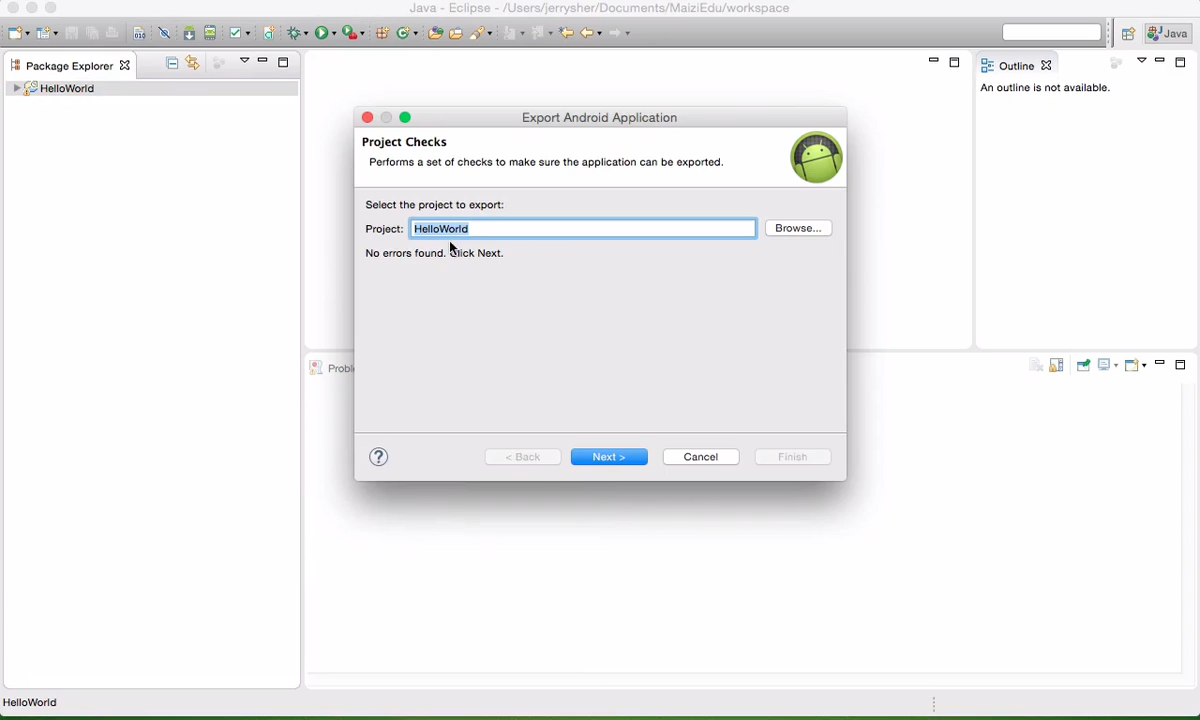 Java - Eclipse - /Users/jerrysher/Documents/MaiziEdu/workspace
Java
Package Explorer
HelloWorld
Outline
An outline is not available.
Export Android Application
Project Checks
Performs a set of checks to make sure the application can be exported.
Select the project to export:
Project: HelloWorld Browse...
No errors found. Click Next.
Proble
? < Back Next > Cancel Finish
HelloWorld